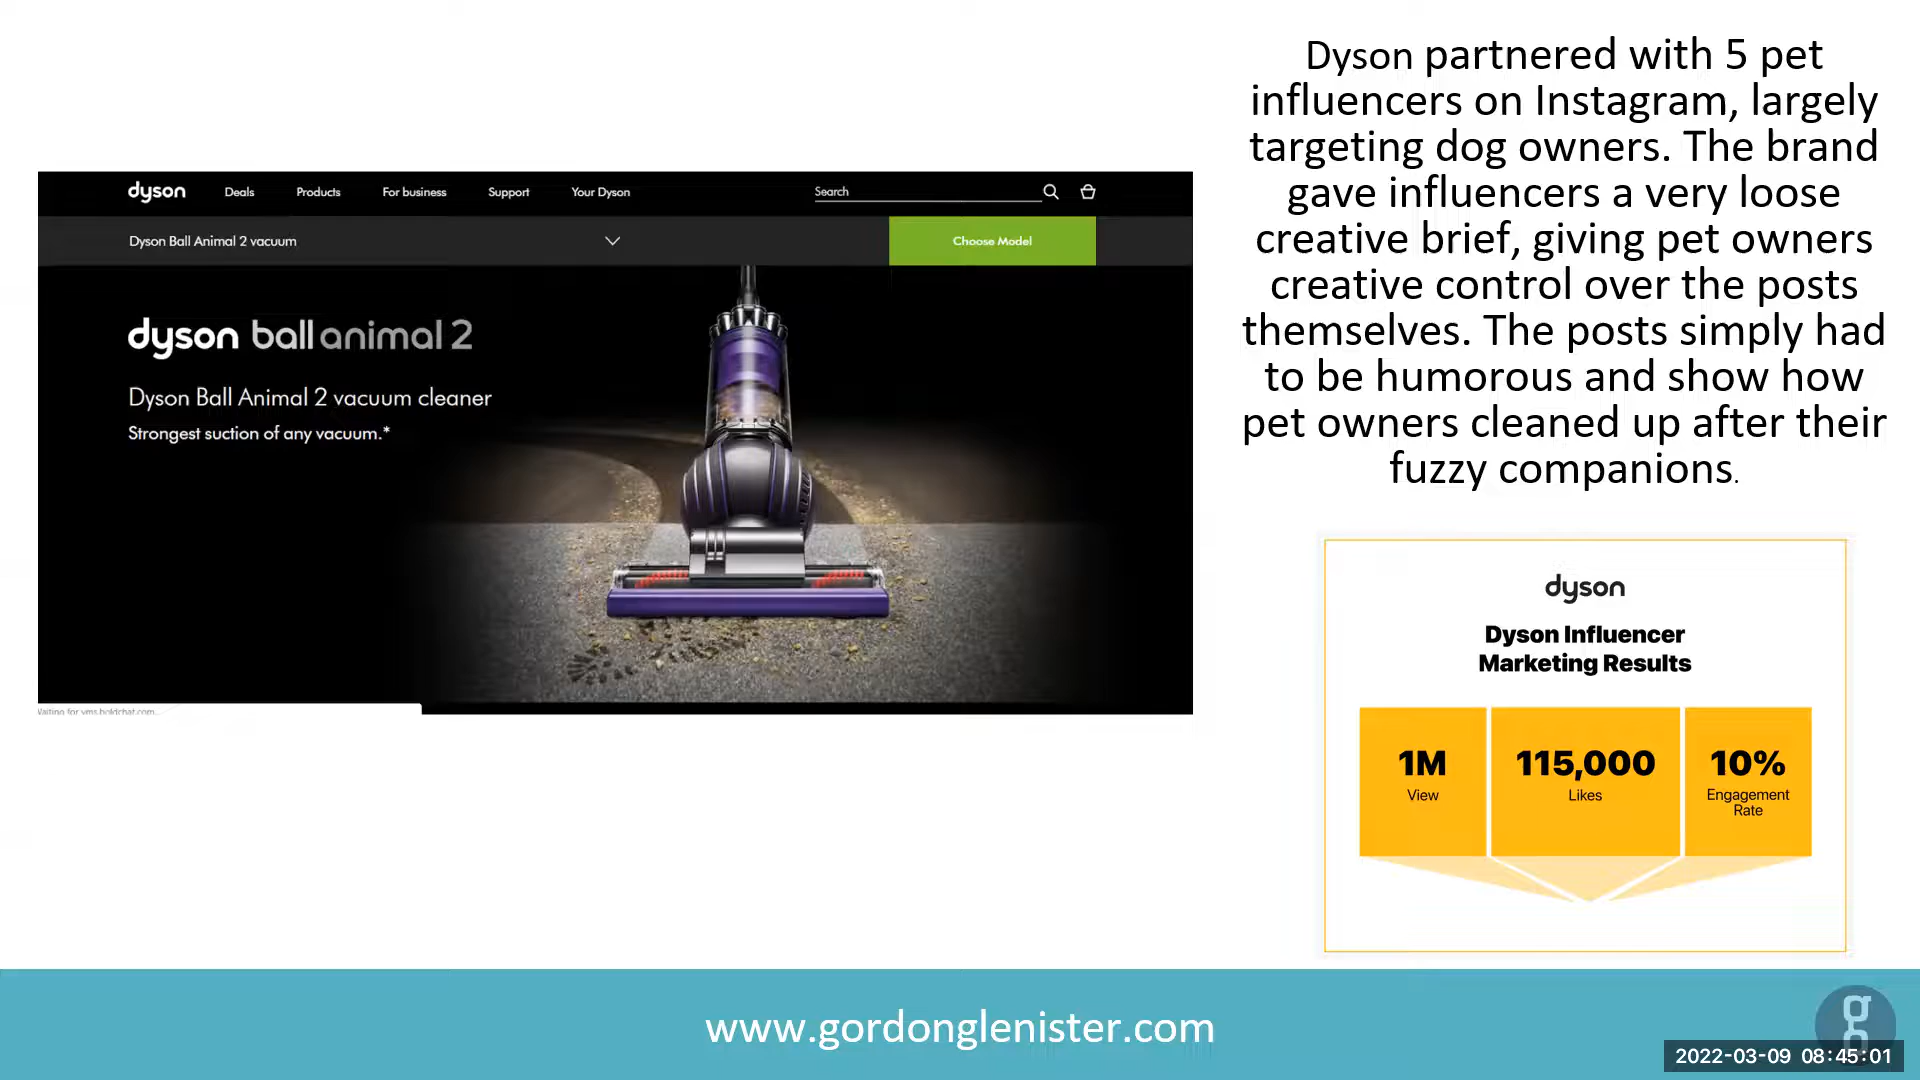 Dyson partnered with 5 pet
influencers on Instagram, largely
targeting dog owners. The brand
gave influencers a very loose
creative brief, giving pet owners
creative control over the posts
themselves. The posts simply had
to be humorous and show how
pet owners cleaned up after their
fuzzy companions.
dyson Deals Products For business Support Your Dyson Search
Dyson Ball Animal 2 vacuum Choose Model
dyson ball animal 2
Dyson Ball Animal 2 vacuum cleaner
Strongest suction of any vacuum.*
Waiting for vms.boldchat.com...
dyson
Dyson Influencer
Marketing Results
1M 115,000 10%
View Likes Engagement
Rate
www.gordonglenister.com
g
2022-03-09 08:45:01